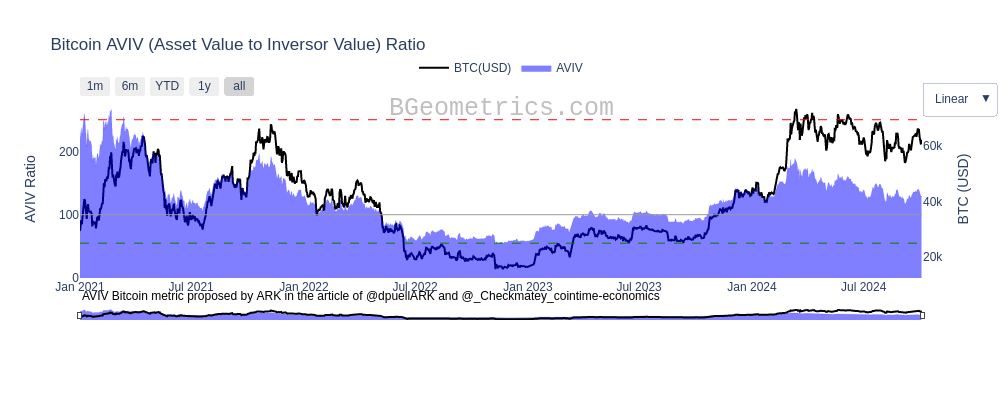 Bitcoin AVIV (Asset Value to Inversor Value) Ratio
BTC(USD) AVIV
1m 6m YTD 1y all
Linear ▼
BGeometrics.com
AVIV Ratio
200
100
0
60k
40k
20k
BTC (USD)
Jan 2021 Jul 2021 Jan 2022 Jul 2022 Jan 2023 Jul 2023 Jan 2024 Jul 2024
AVIV Bitcoin metric proposed by ARK in the article of @dpuellARK and @_Checkmatey_cointime-economics